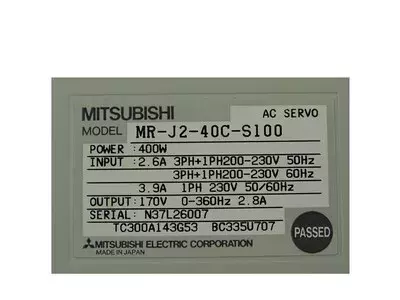 MITSUBISHI
AC SERVO
MODEL MR-J2-40C-S100
POWER : 400W
INPUT : 2.6A 3PH+1PH200-230V 50Hz
3PH+1PH200-230V 60Hz
3.9A 1PH 230V 50/60Hz
OUTPUT: 170V 0-360Hz 2.8A
SERIAL: N37L26007
TC300A143G53 BC335U707
PASSED
MITSUBISHI ELECTRIC CORPORATION
MADE IN JAPAN